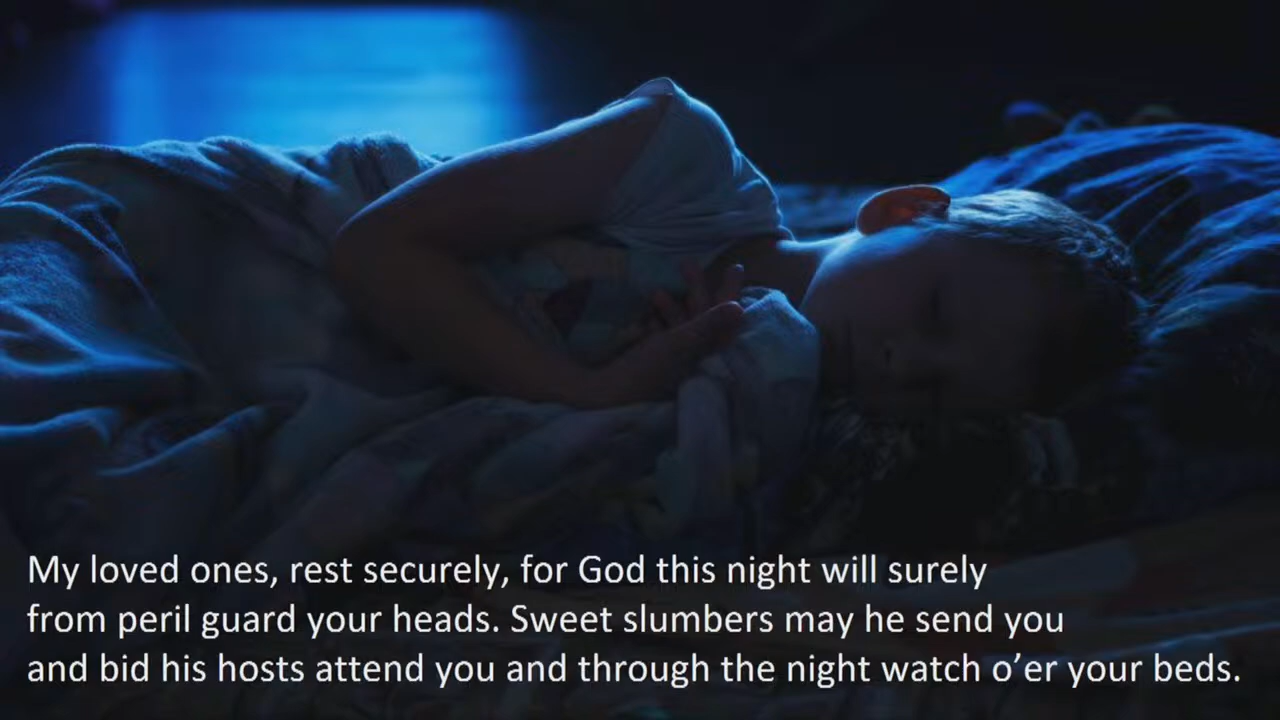 My loved ones, rest securely, for God this night will surely
from peril guard your heads. Sweet slumbers may he send you
and bid his hosts attend you and through the night watch o’er your beds.